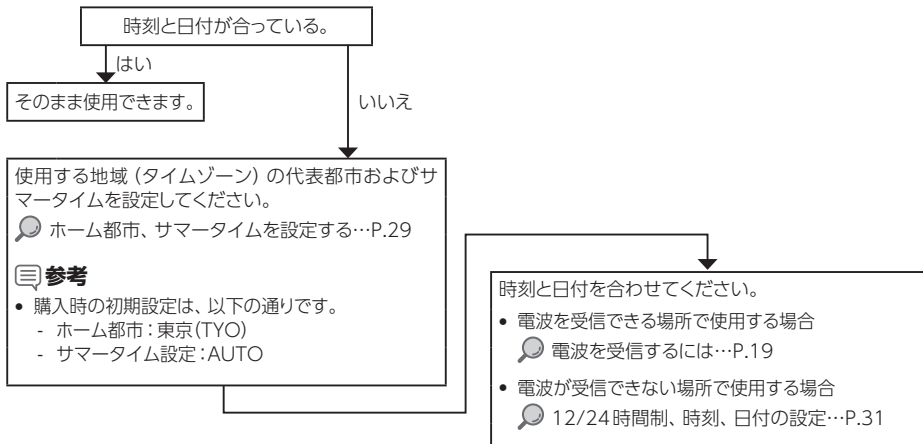 時刻と日付が合っている。
はい
そのまま使用できます。
いいえ
使用する地域（タイムゾーン）の代表都市およびサ
マータイムを設定してください。
ホーム都市、サマータイムを設定する…P.29
参考
• 購入時の初期設定は、以下の通りです。
- ホーム都市：東京(TYO)
- サマータイム設定：AUTO
時刻と日付を合わせてください。
• 電波を受信できる場所で使用する場合
電波を受信するには…P.19
• 電波が受信できない場所で使用する場合
12/24時間制、時刻、日付の設定…P.31